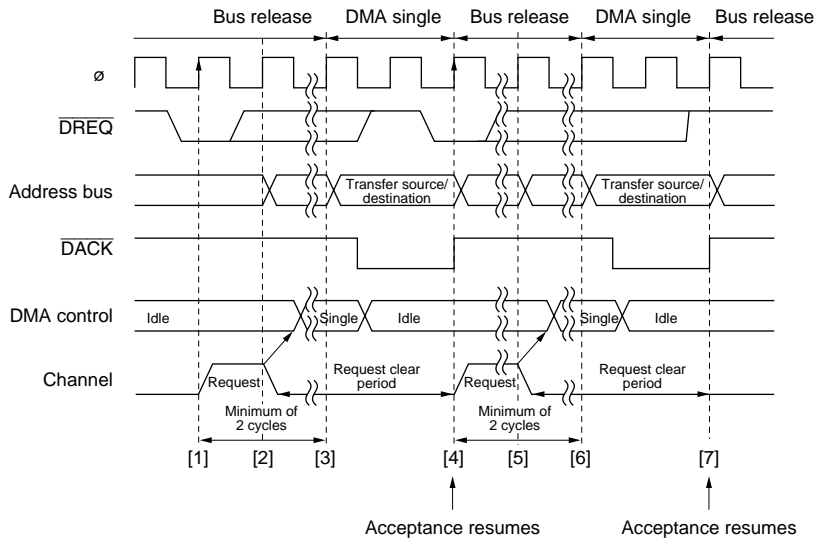 Bus release DMA single Bus release DMA single Bus release
ø
DREQ
Address bus Transfer source/ destination Transfer source/ destination
DACK
DMA control Idle Single Idle Single Idle
Channel Request Request clear period Request Request clear period
Minimum of 2 cycles Minimum of 2 cycles
[1] [2] [3] [4] [5] [6] [7]
Acceptance resumes Acceptance resumes